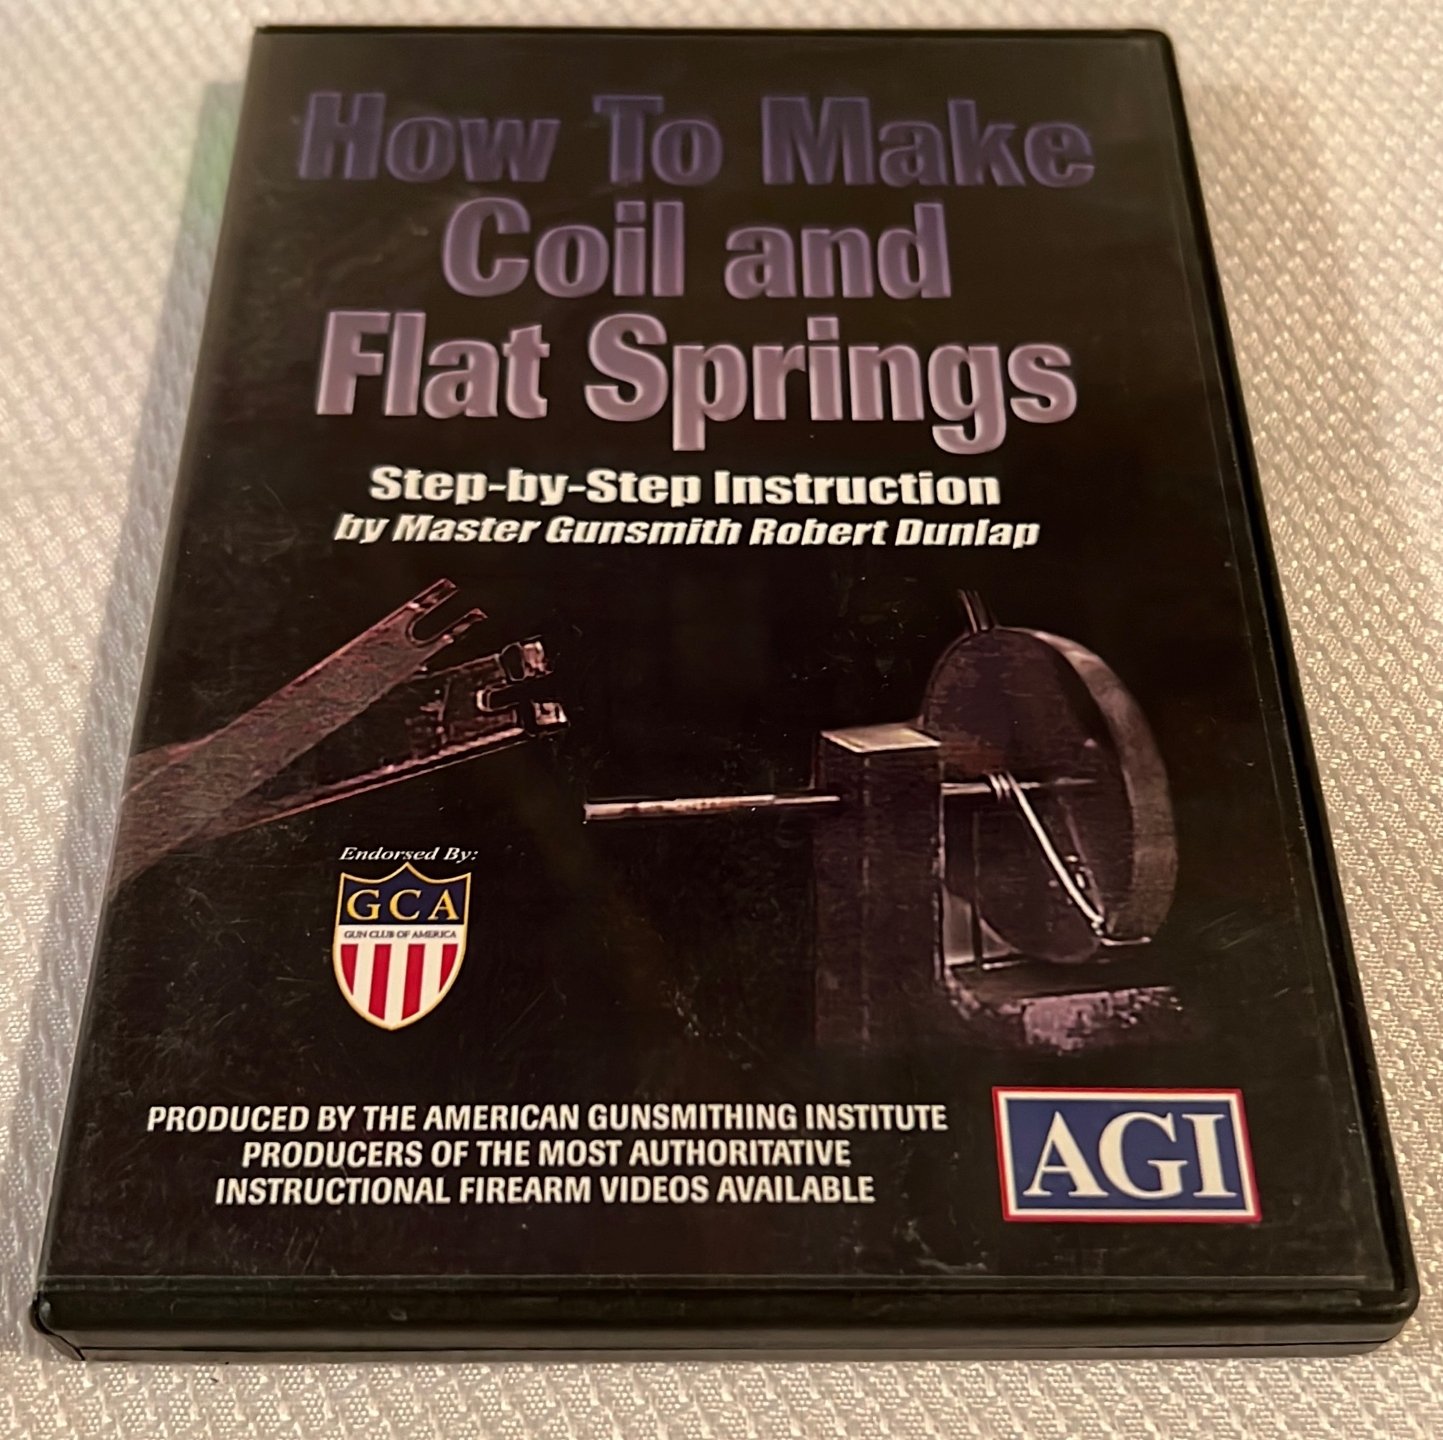 How To Make
Coil and
Flat Springs
Step-by-Step Instruction
by Master Gunsmith Robert Dunlap
Endorsed By:
GCA
GUN CLUB OF AMERICA
PRODUCED BY THE AMERICAN GUNSMITHING INSTITUTE
PRODUCERS OF THE MOST AUTHORITATIVE
INSTRUCTIONAL FIREARM VIDEOS AVAILABLE
AGI